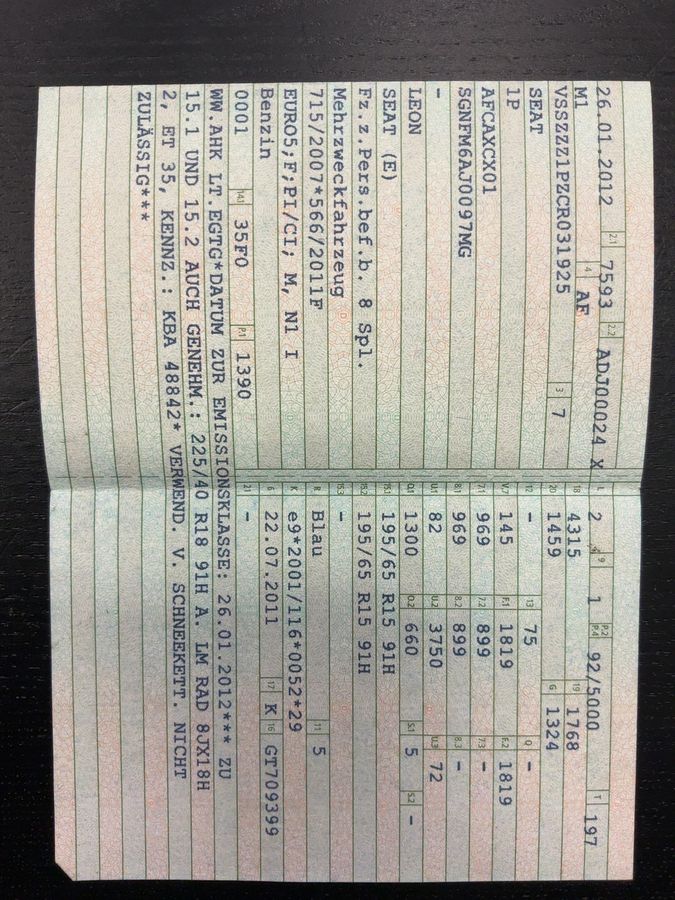 26.01.2012 2.1 7593 2.2 ADJ00024 X
M1 4 AF
VSSZZZ1PZCR031925 3 7
SEAT
1P
AFCAXCX01
SGNFM6AJ0097MG
-
LEON
SEAT (E)
Fz.z.Pers.bef.b. 8 Spl.
Mehrzweckfahrzeug
715/2007*566/2011F
EURO5;F;PI/CI; M, N1 I
Benzin
0001 14.1 35F0 P.1 1390
L 2 9 1 P.2 P.4 92/5000 T 197
18 4315 19 1768
20 1459 G 1324
12 - 13 75 Q -
V.7 145 F.1 1819 F.2 1819
7.1 969 7.2 899 7.3 -
8.1 969 8.2 899 8.3 -
U.1 82 U.2 3750 U.3 72
O.1 1300 O.2 660 S.1 5 S.2 -
15.1 195/65 R15 91H
15.2 195/65 R15 91H
15.3 -
R Blau 11 5
K e9*2001/116*0052*29
6 22.07.2011 17 K 16 GT709399
21 -
WW.AHK LT.EGTG*DATUM ZUR EMISSIONSKLASSE: 26.01.2012*** ZU
15.1 UND 15.2 AUCH GENEHM.: 225/40 R18 91H A. LM RAD 8JX18H
2, ET 35, KENNZ.: KBA 48842* VERWEND. V. SCHNEEKETT. NICHT
ZULÄSSIG***